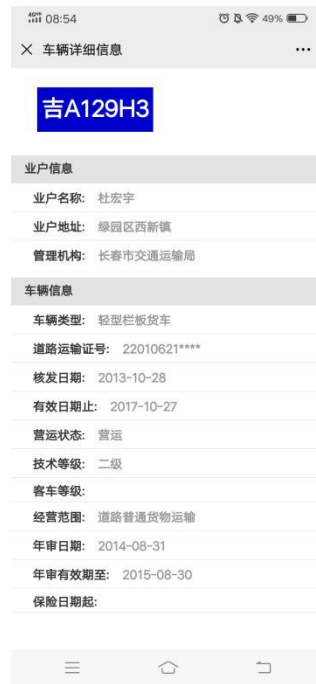 08:54
49%
车辆详细信息
吉A129H3
业户信息
业户名称: 杜宏宇
业户地址: 绿园区西新镇
管理机构: 长春市交通运输局
车辆信息
车辆类型: 轻型栏板货车
道路运输证号: 22010621****
核发日期: 2013-10-28
有效日期止: 2017-10-27
营运状态: 营运
技术等级: 二级
客车等级:
经营范围: 道路普通货物运输
年审日期: 2014-08-31
年审有效期至: 2015-08-30
保险日期起: